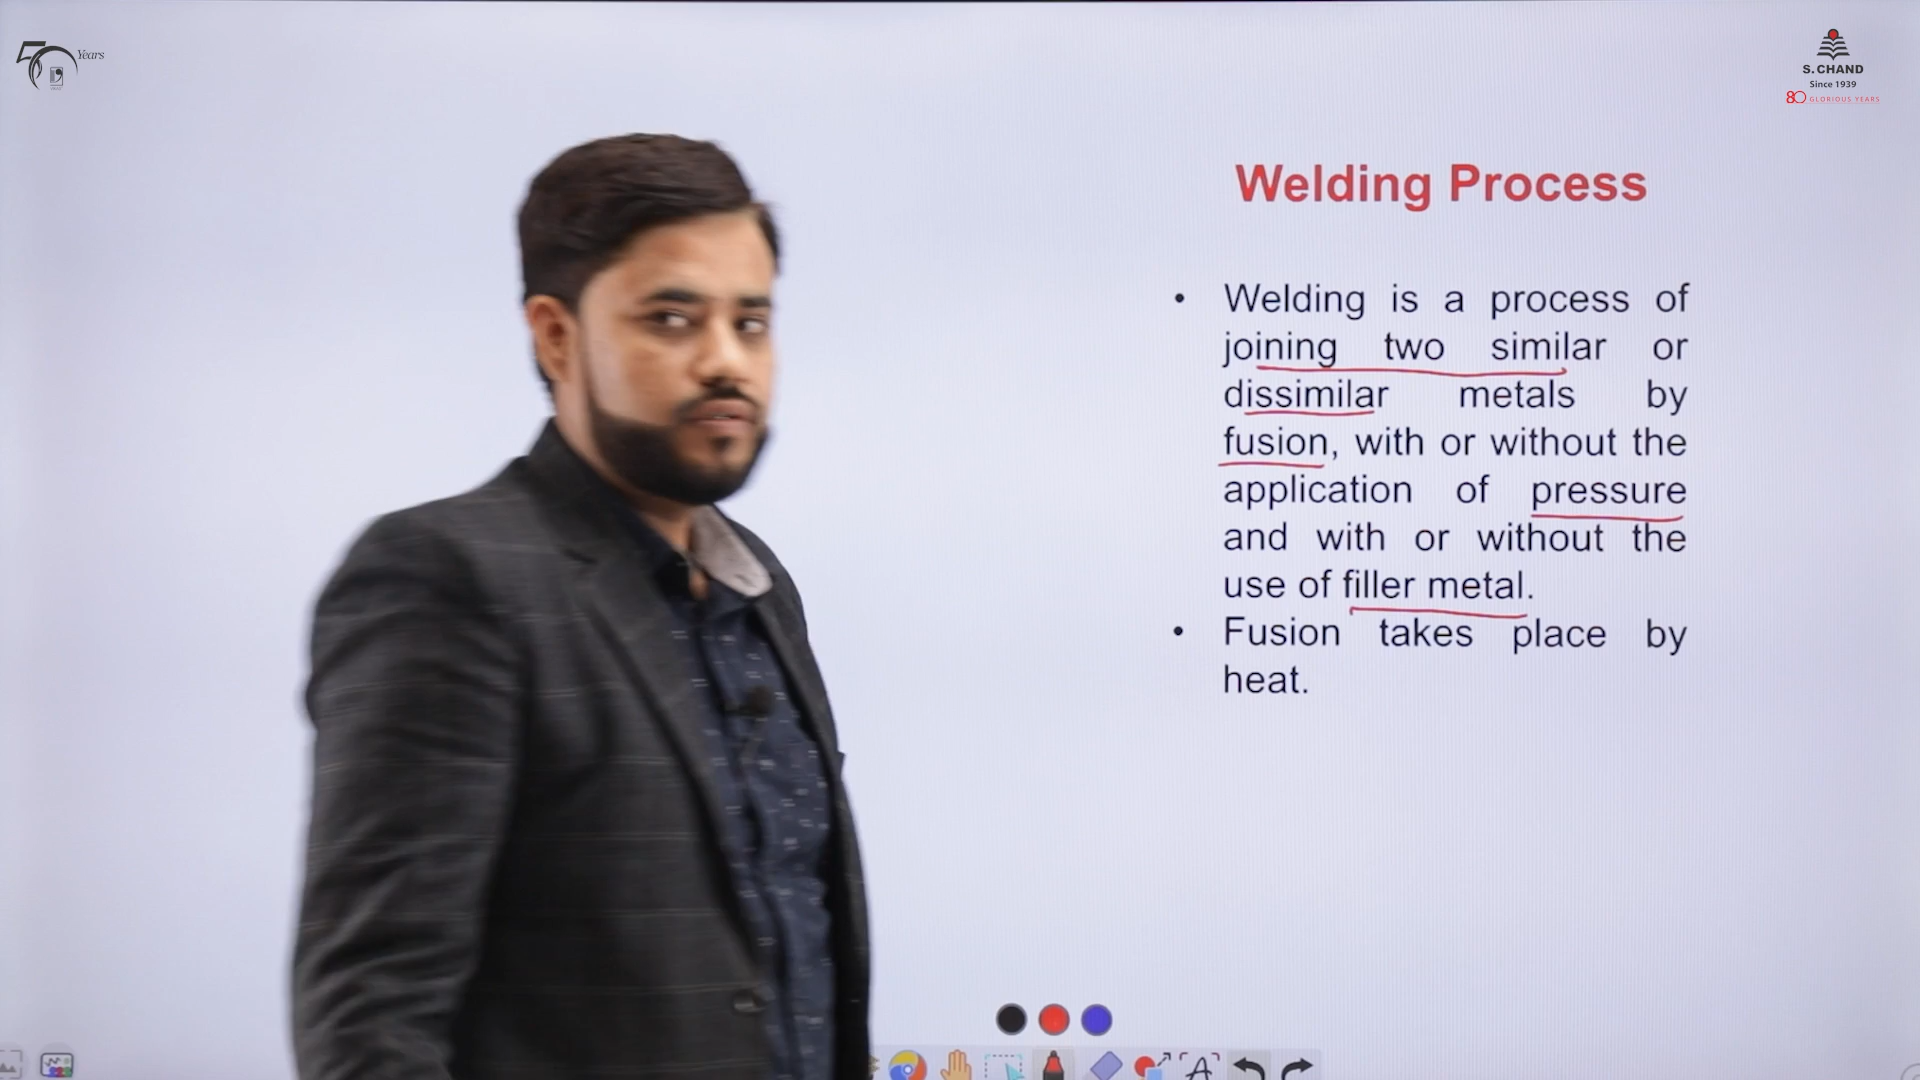 50 Years
S. CHAND
Since 1939
80 GLORIOUS YEARS
Welding Process
• Welding is a process of
joining two similar or
dissimilar metals by
fusion, with or without the
application of pressure
and with or without the
use of filler metal.
• Fusion takes place by
heat.